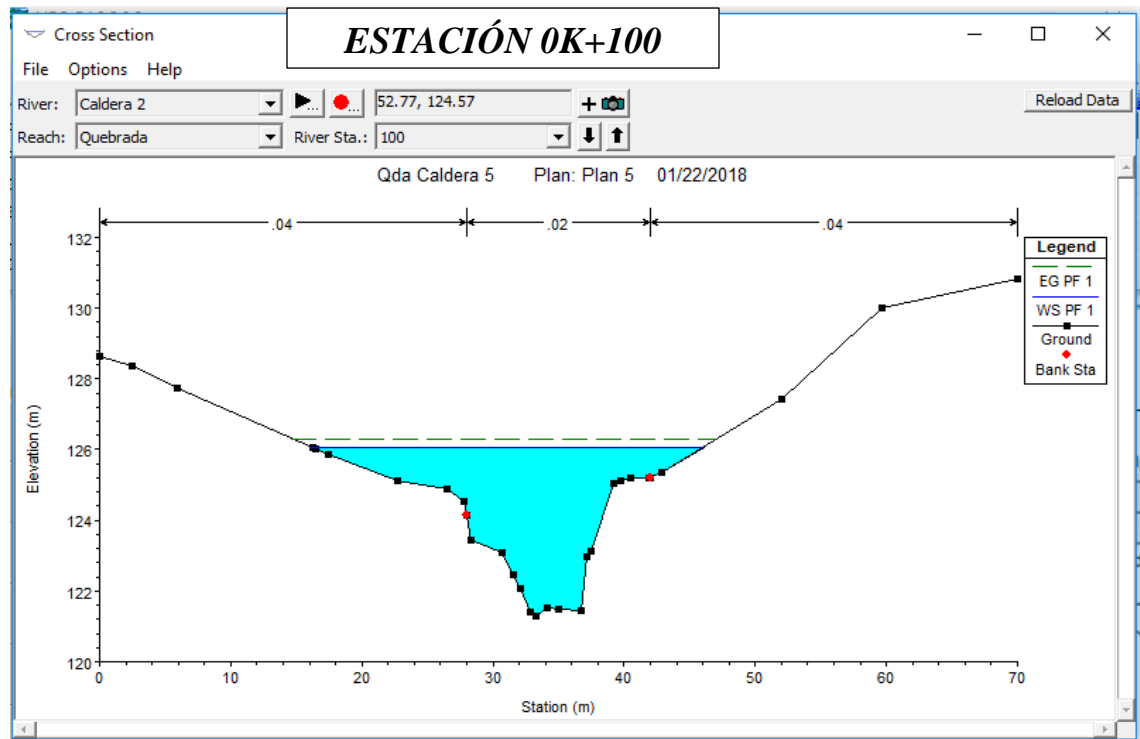 Cross Section
ESTACIÓN 0K+100
File Options Help
River: Caldera 2 ... ... 52.77, 124.57 + Reload Data
Reach: Quebrada River Sta.: 100
Qda Caldera 5 Plan: Plan 5 01/22/2018
.04 .02 .04
Legend
EG PF 1
WS PF 1
Ground
Bank Sta
132
130
128
126
124
122
120
Elevation (m)
0 10 20 30 40 50 60 70
Station (m)